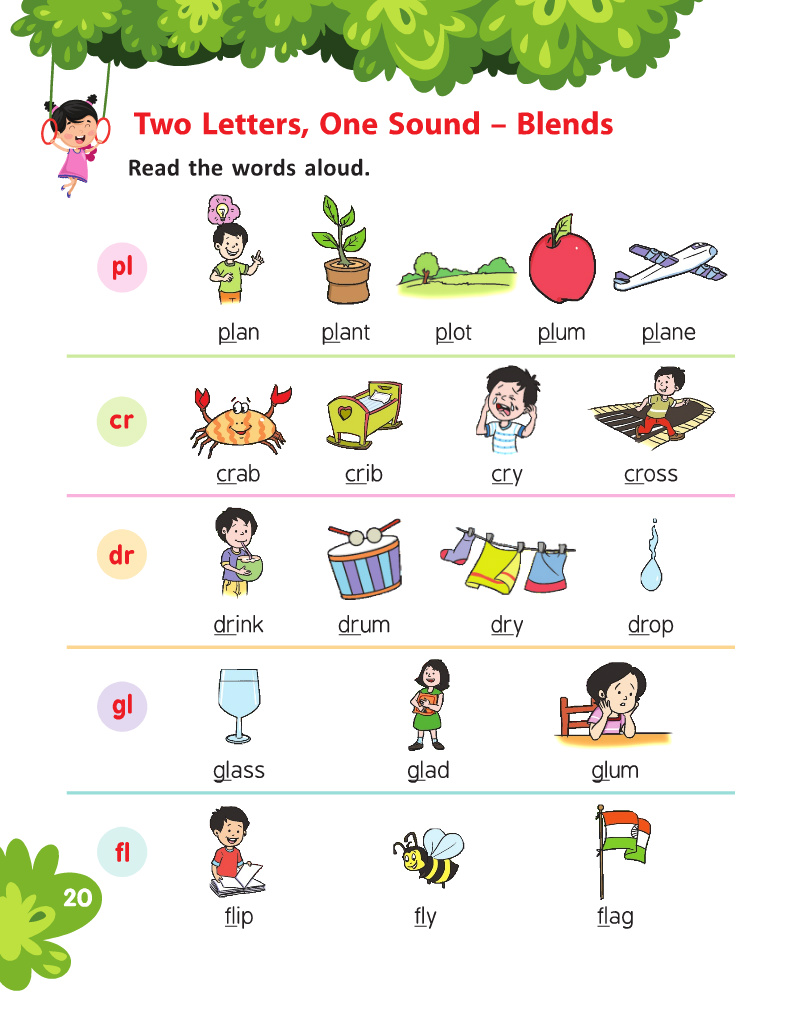 Two Letters, One Sound – Blends
Read the words aloud.
pl
plan plant plot plum plane
cr
crab crib cry cross
dr
drink drum dry drop
gl
glass glad glum
fl
flip fly flag
20